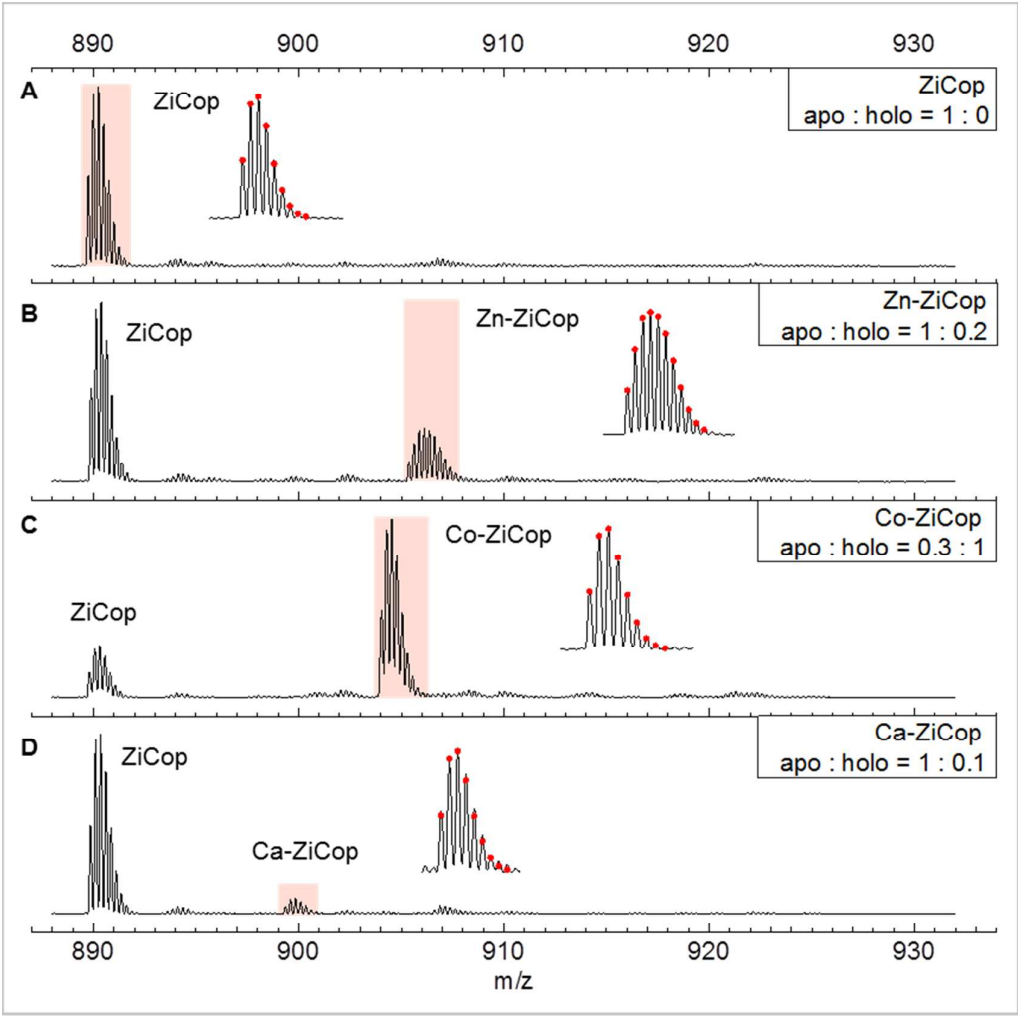 890 900 910 920 930
A
ZiCop
ZiCop
apo : holo = 1 : 0
B
ZiCop
Zn-ZiCop
Zn-ZiCop
apo : holo = 1 : 0.2
C
ZiCop
Co-ZiCop
Co-ZiCop
apo : holo = 0.3 : 1
D
ZiCop
Ca-ZiCop
Ca-ZiCop
apo : holo = 1 : 0.1
890 900 910 920 930
m/z